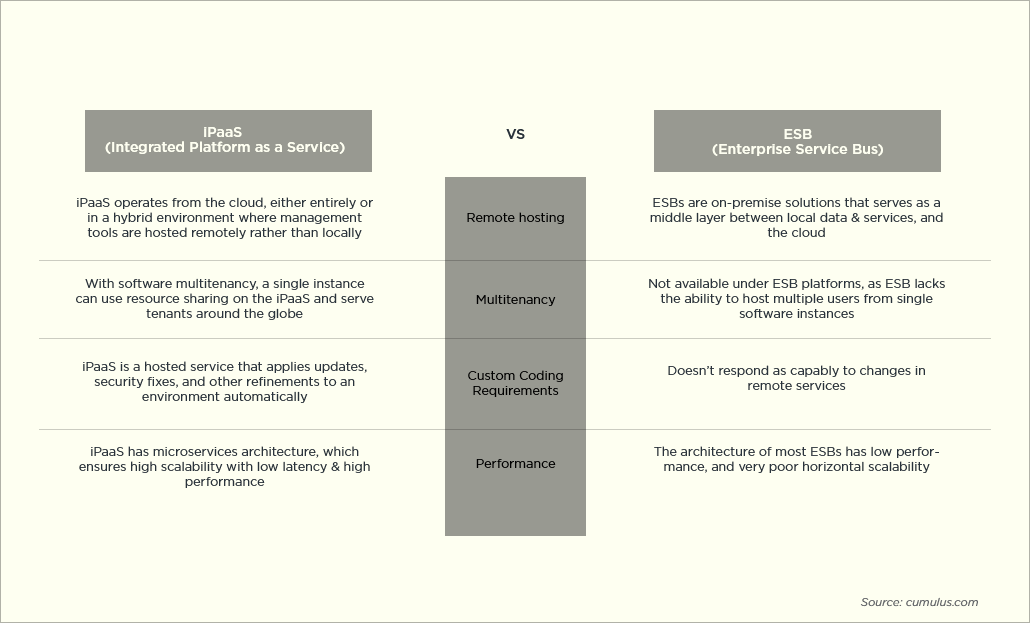 iPaaS
(Integrated Platform as a Service)
VS
ESB
(Enterprise Service Bus)
iPaaS operates from the cloud, either entirely or
in a hybrid environment where management
tools are hosted remotely rather than locally
Remote hosting
ESBs are on-premise solutions that serves as a
middle layer between local data & services, and
the cloud
With software multitenancy, a single instance
can use resource sharing on the iPaaS and serve
tenants around the globe
Multitenancy
Not available under ESB platforms, as ESB lacks
the ability to host multiple users from single
software instances
iPaaS is a hosted service that applies updates,
security fixes, and other refinements to an
environment automatically
Custom Coding
Requirements
Doesn't respond as capably to changes in
remote services
iPaaS has microservices architecture, which
ensures high scalability with low latency & high
performance
Performance
The architecture of most ESBs has low perfor-
mance, and very poor horizontal scalability
Source: cumulus.com